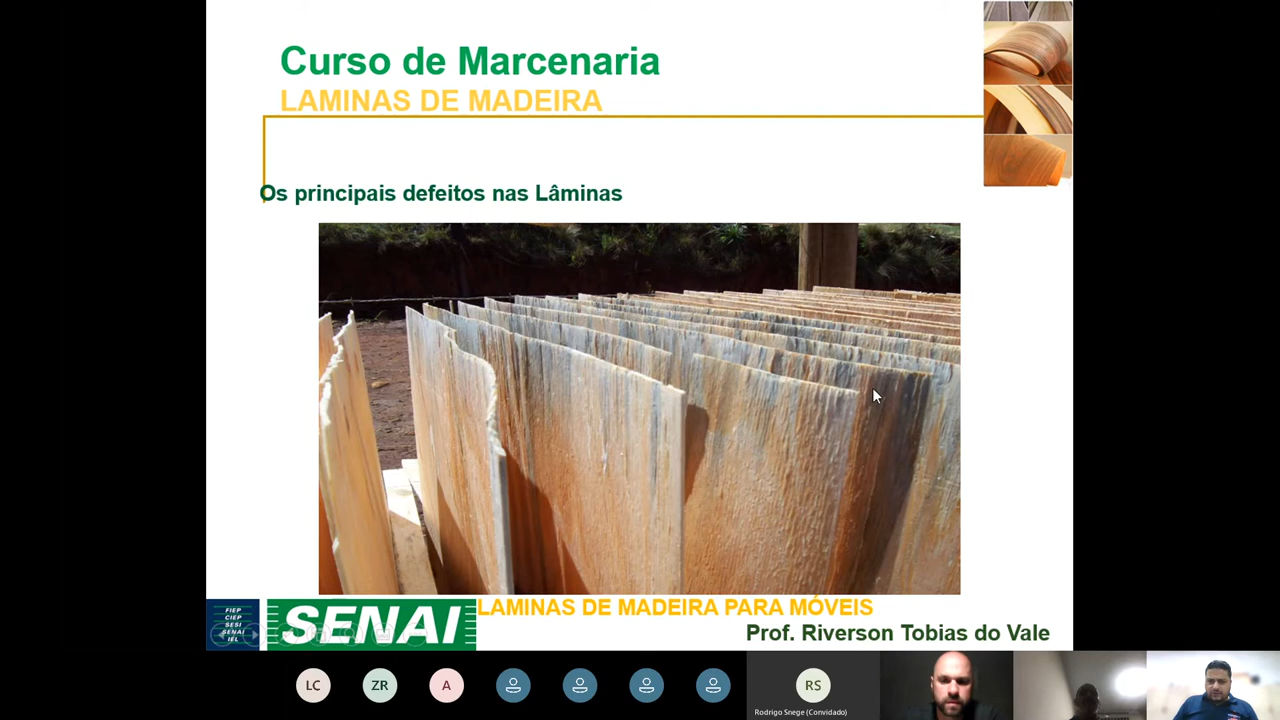 Curso de Marcenaria
LAMINAS DE MADEIRA
Os principais defeitos nas Lâminas
FIEP
CIEP
SESI
SENAI
IEL
SENAI
LAMINAS DE MADEIRA PARA MÓVEIS
Prof. Riverson Tobias do Vale
LC
ZR
A
RS
Rodrigo Snege (Convidado)